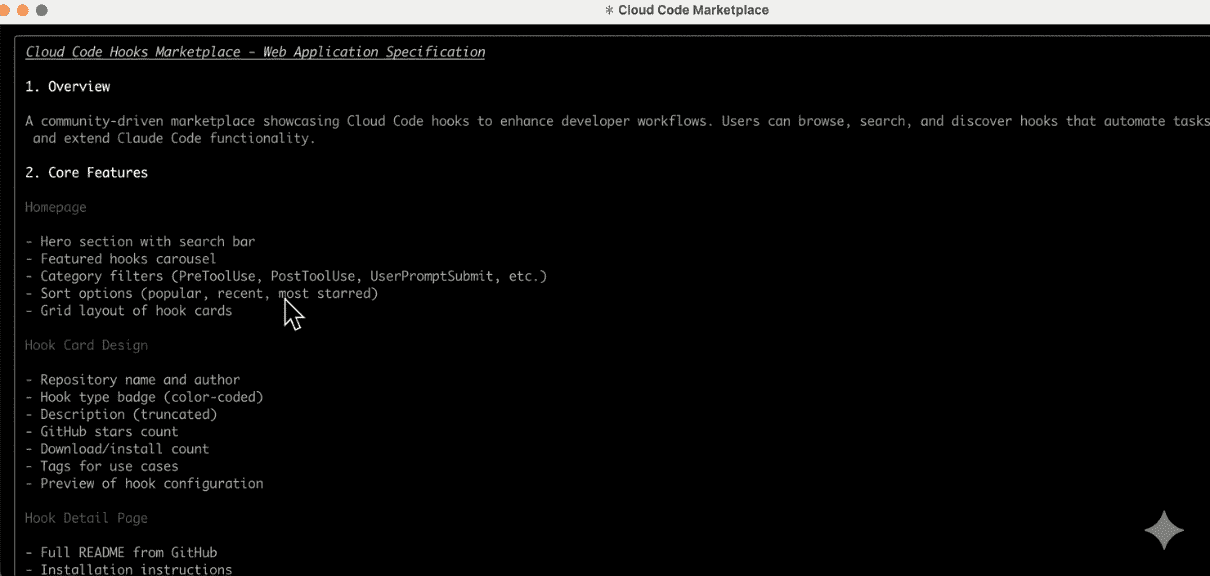 ✳ Cloud Code Marketplace
Cloud Code Hooks Marketplace - Web Application Specification
1. Overview
A community-driven marketplace showcasing Cloud Code hooks to enhance developer workflows. Users can browse, search, and discover hooks that automate tasks
and extend Claude Code functionality.
2. Core Features
Homepage
- Hero section with search bar
- Featured hooks carousel
- Category filters (PreToolUse, PostToolUse, UserPromptSubmit, etc.)
- Sort options (popular, recent, most starred)
- Grid layout of hook cards
Hook Card Design
- Repository name and author
- Hook type badge (color-coded)
- Description (truncated)
- GitHub stars count
- Download/install count
- Tags for use cases
- Preview of hook configuration
Hook Detail Page
- Full README from GitHub
- Installation instructions